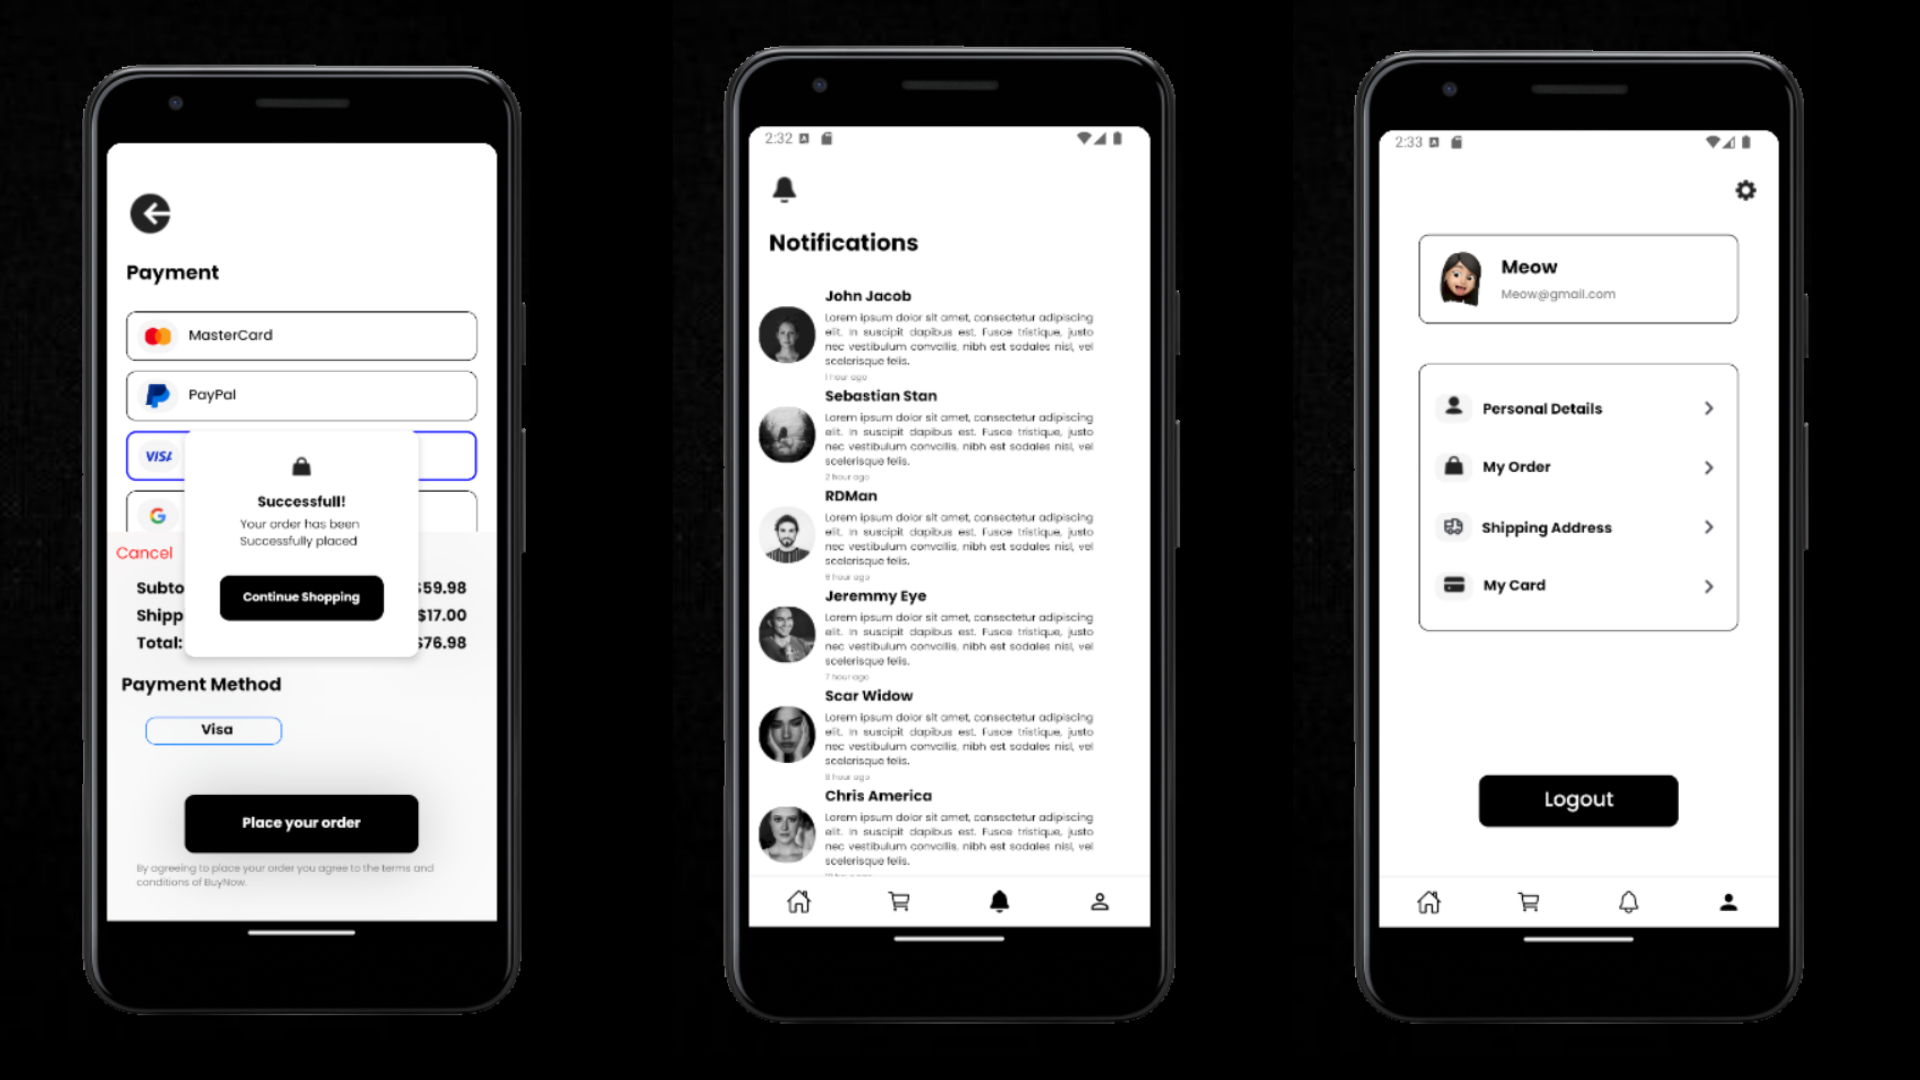 Payment
MasterCard
PayPal
VISA
Successfull!
Your order has been
Successfully placed
Continue Shopping
Cancel
Subto
$59.98
Shipp
$17.00
Total:
$76.98
Payment Method
Visa
Place your order
By agreeing to place your order you agree to the terms and
conditions of BuyNow.
2:32
Notifications
John Jacob
Lorem ipsum dolor sit amet, consectetur adipiscing
elit. In suscipit dapibus est. Fusce tristique, justo
nec vestibulum convallis, nibh est sodales nisl, vel
scelerisque felis.
1 hour ago
Sebastian Stan
Lorem ipsum dolor sit amet, consectetur adipiscing
elit. In suscipit dapibus est. Fusce tristique, justo
nec vestibulum convallis, nibh est sodales nisl, vel
scelerisque felis.
2 hour ago
RDMan
Lorem ipsum dolor sit amet, consectetur adipiscing
elit. In suscipit dapibus est. Fusce tristique, justo
nec vestibulum convallis, nibh est sodales nisl, vel
scelerisque felis.
6 hour ago
Jeremmy Eye
Lorem ipsum dolor sit amet, consectetur adipiscing
elit. In suscipit dapibus est. Fusce tristique, justo
nec vestibulum convallis, nibh est sodales nisl, vel
scelerisque felis.
7 hour ago
Scar Widow
Lorem ipsum dolor sit amet, consectetur adipiscing
elit. In suscipit dapibus est. Fusce tristique, justo
nec vestibulum convallis, nibh est sodales nisl, vel
scelerisque felis.
8 hour ago
Chris America
Lorem ipsum dolor sit amet, consectetur adipiscing
elit. In suscipit dapibus est. Fusce tristique, justo
nec vestibulum convallis, nibh est sodales nisl, vel
scelerisque felis.
2:33
Meow
Meow@gmail.com
Personal Details
My Order
Shipping Address
My Card
Logout